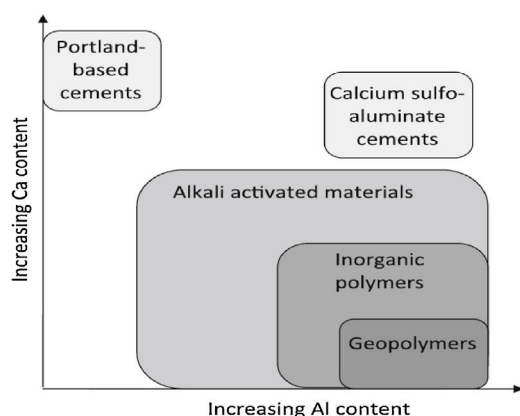 Portland-
based
cements
Calcium sulfo-
aluminate
cements
Alkali activated materials
Inorganic
polymers
Geopolymers
Increasing Ca content
Increasing Al content